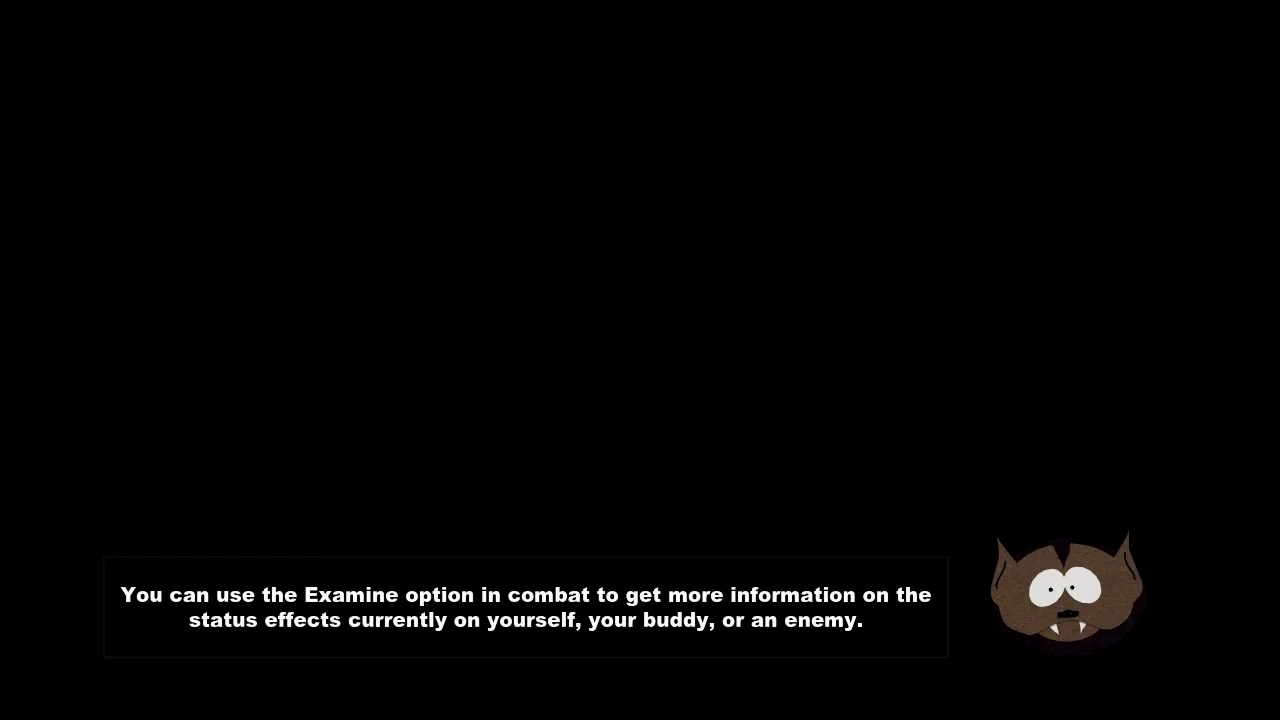 You can use the Examine option in combat to get more information on the
status effects currently on yourself, your buddy, or an enemy.